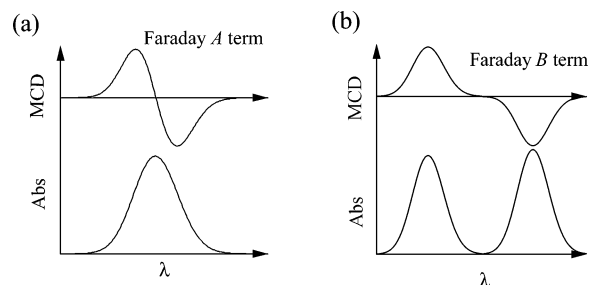 (a)
Faraday A term
MCD
Abs
λ
(b)
Faraday B term
MCD
Abs
λ